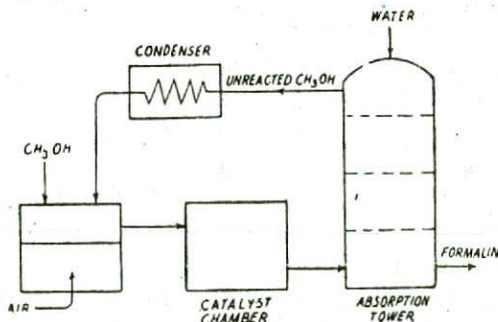 WATER
CONDENSER
UNREACTED CH3OH
CH3OH
FORMALIN
AIR
CATALYST
CHAMBER
ABSORPTION
TOWER